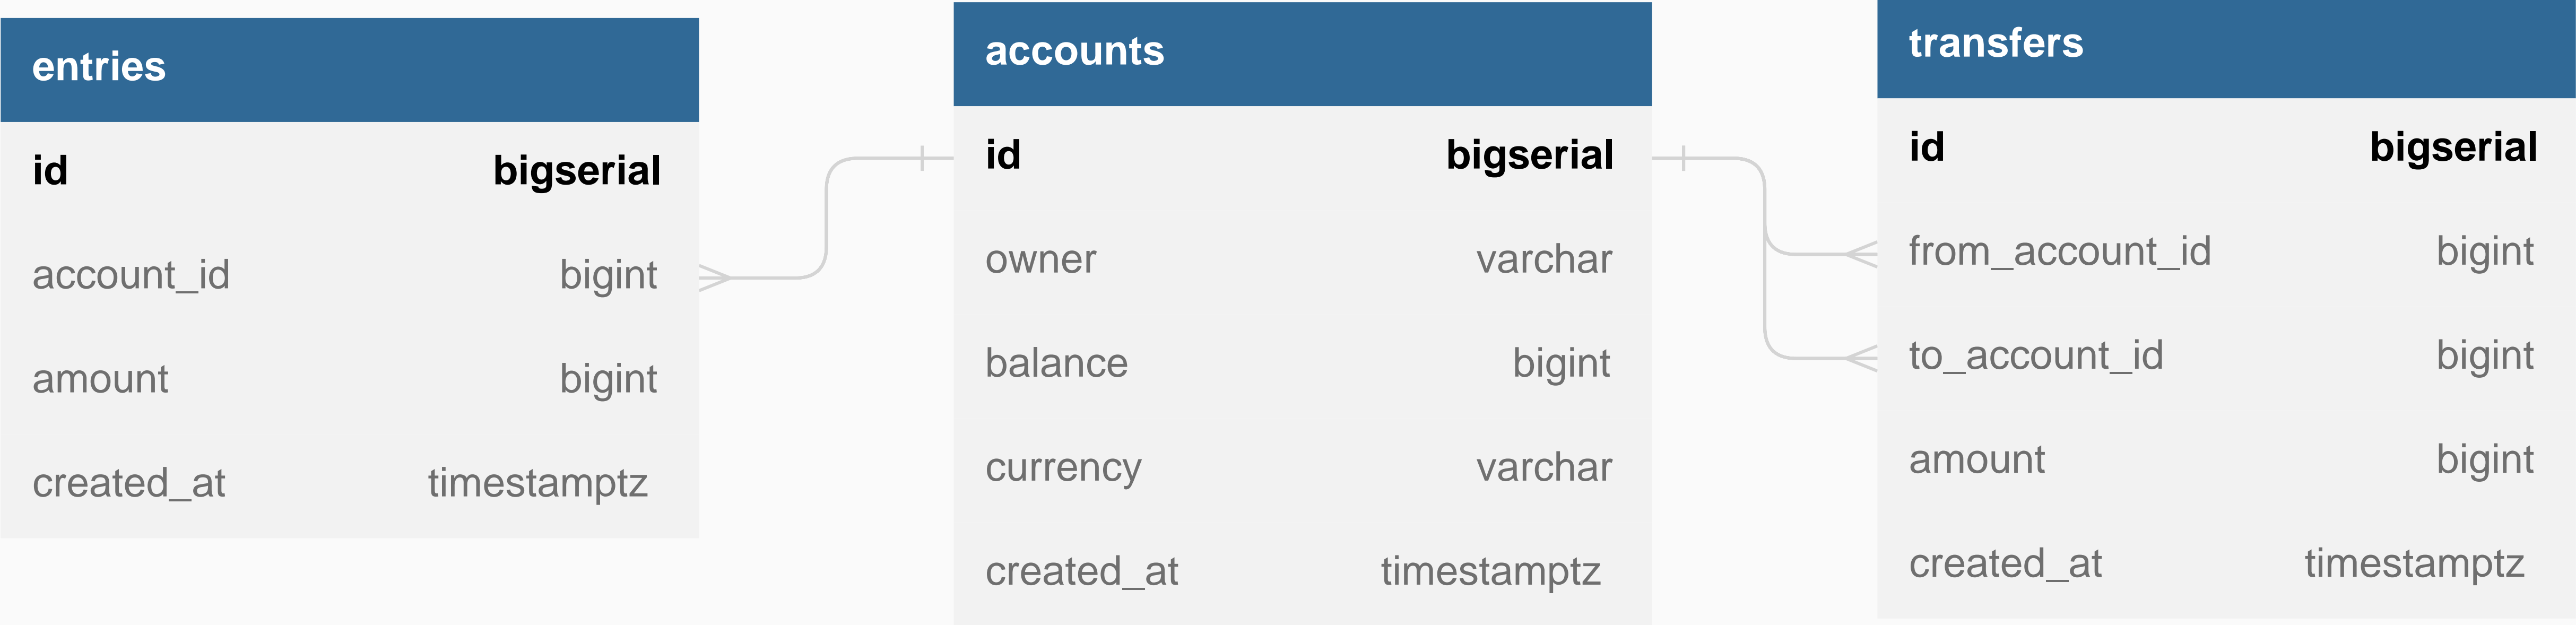 entries
id bigserial
account_id bigint
amount bigint
created_at timestamptz
accounts
id bigserial
owner varchar
balance bigint
currency varchar
created_at timestamptz
transfers
id bigserial
from_account_id bigint
to_account_id bigint
amount bigint
created_at timestamptz